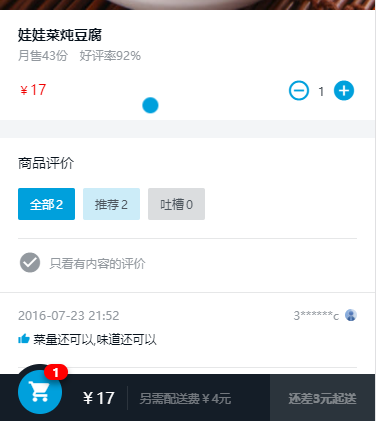 娃娃菜炖豆腐
月售43份 好评率92%
￥17 1
商品评价
全部2 推荐2 吐槽0
只看有内容的评价
2016-07-23 21:52 3******c
菜量还可以,味道还可以
1
￥17 另需配送费￥4元 还差3元起送